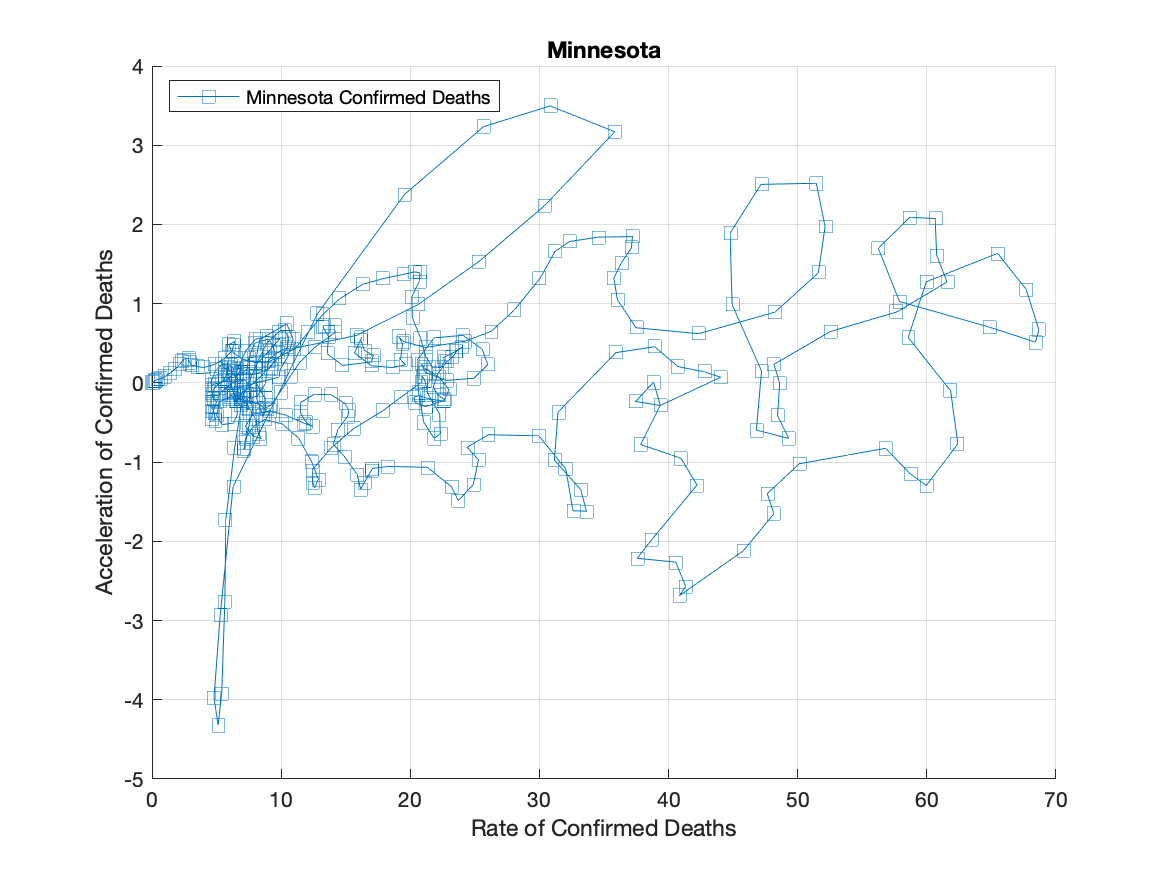 Minnesota
Minnesota Confirmed Deaths
4
3
2
1
0
-1
-2
-3
-4
-5
Acceleration of Confirmed Deaths
0 10 20 30 40 50 60 70
Rate of Confirmed Deaths